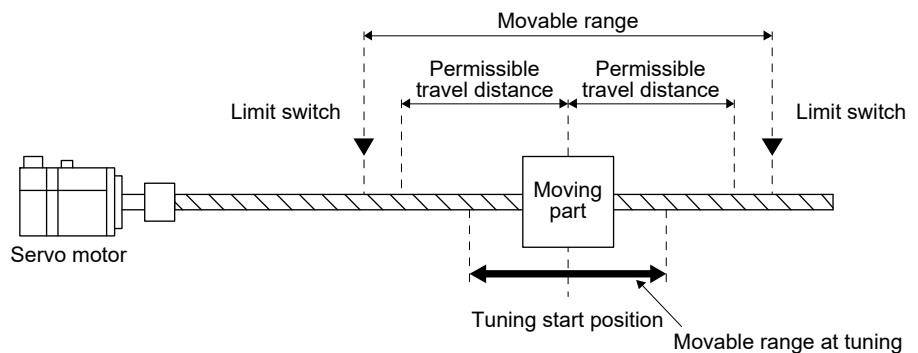 Movable range
Permissible Permissible
travel distance travel distance
Limit switch Limit switch
Moving
part
Servo motor
Tuning start position
Movable range at tuning